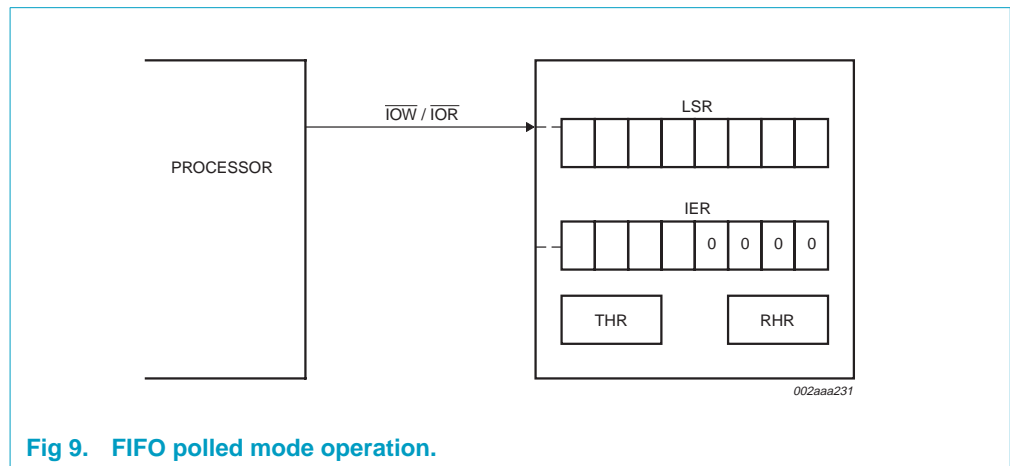 PROCESSOR
IOW / IOR
LSR
IER
0 0 0 0
THR
RHR
002aaa231
Fig 9. FIFO polled mode operation.